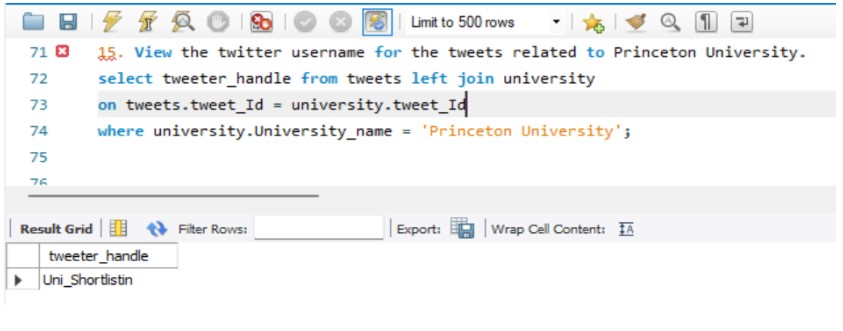 Limit to 500 rows
71 15. View the twitter username for the tweets related to Princeton University.
72 select tweeter_handle from tweets left join university
73 on tweets.tweet_Id = university.tweet_Id
74 where university.University_name = 'Princeton University';
75
76
Result Grid Filter Rows: Export: Wrap Cell Content: IA
tweeter_handle
Uni_Shortlistin